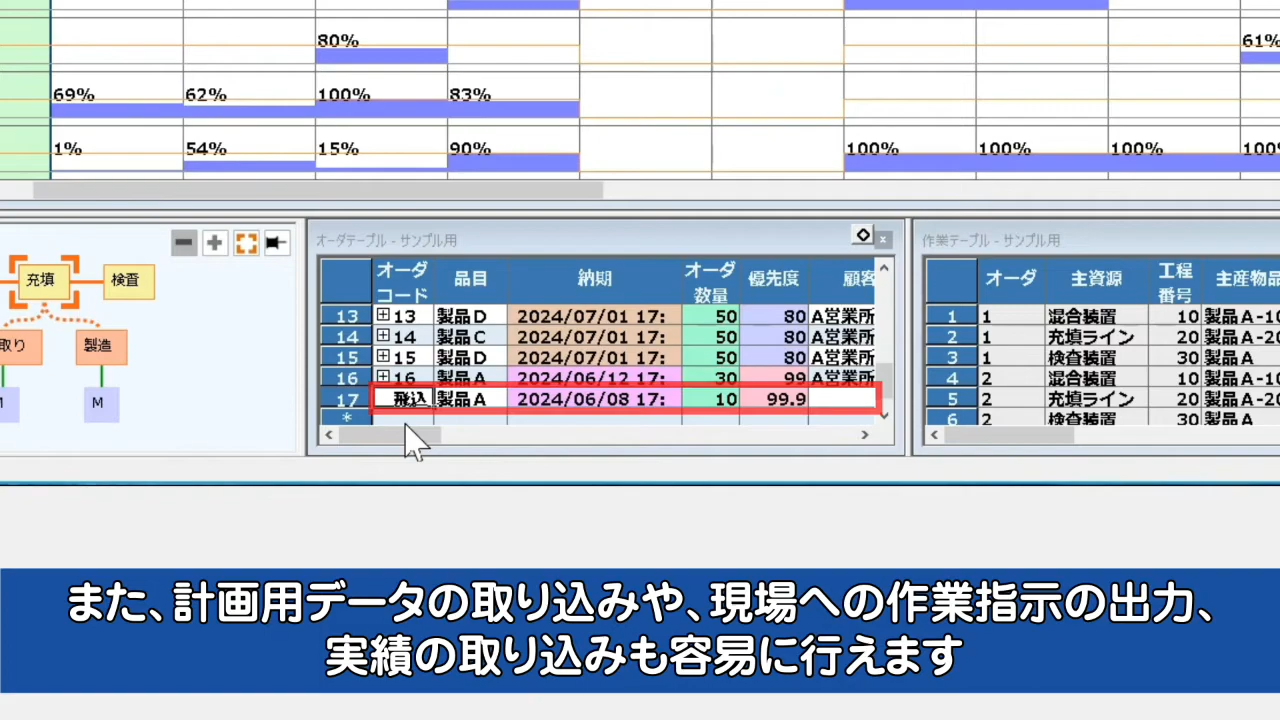 80%
61%
69% 62% 100% 83%
1% 54% 15% 90% 100% 100% 100% 100
充填 検査
取り 製造
M
オーダテーブル - サンプル用
オーダコード 品目 納期 オーダ数量 優先度 顧客
13 13 製品D 2024/07/01 17: 50 80 A営業所
14 14 製品C 2024/07/01 17: 50 80 A営業所
15 15 製品D 2024/07/01 17: 50 80 A営業所
16 16 製品A 2024/06/12 17: 30 99 A営業所
17 飛込 製品A 2024/06/08 17: 10 99.9
*
作業テーブル - サンプル用
オーダ 主資源 工程番号 主産物品
1 1 混合装置 10 製品A-10
2 1 充填ライン 20 製品A-20
3 1 検査装置 30 製品A
4 2 混合装置 10 製品A-10
5 2 充填ライン 20 製品A-20
6 2 検査装置 30 製品A
また、計画用データの取り込みや、現場への作業指示の出力、
実績の取り込みも容易に行えます